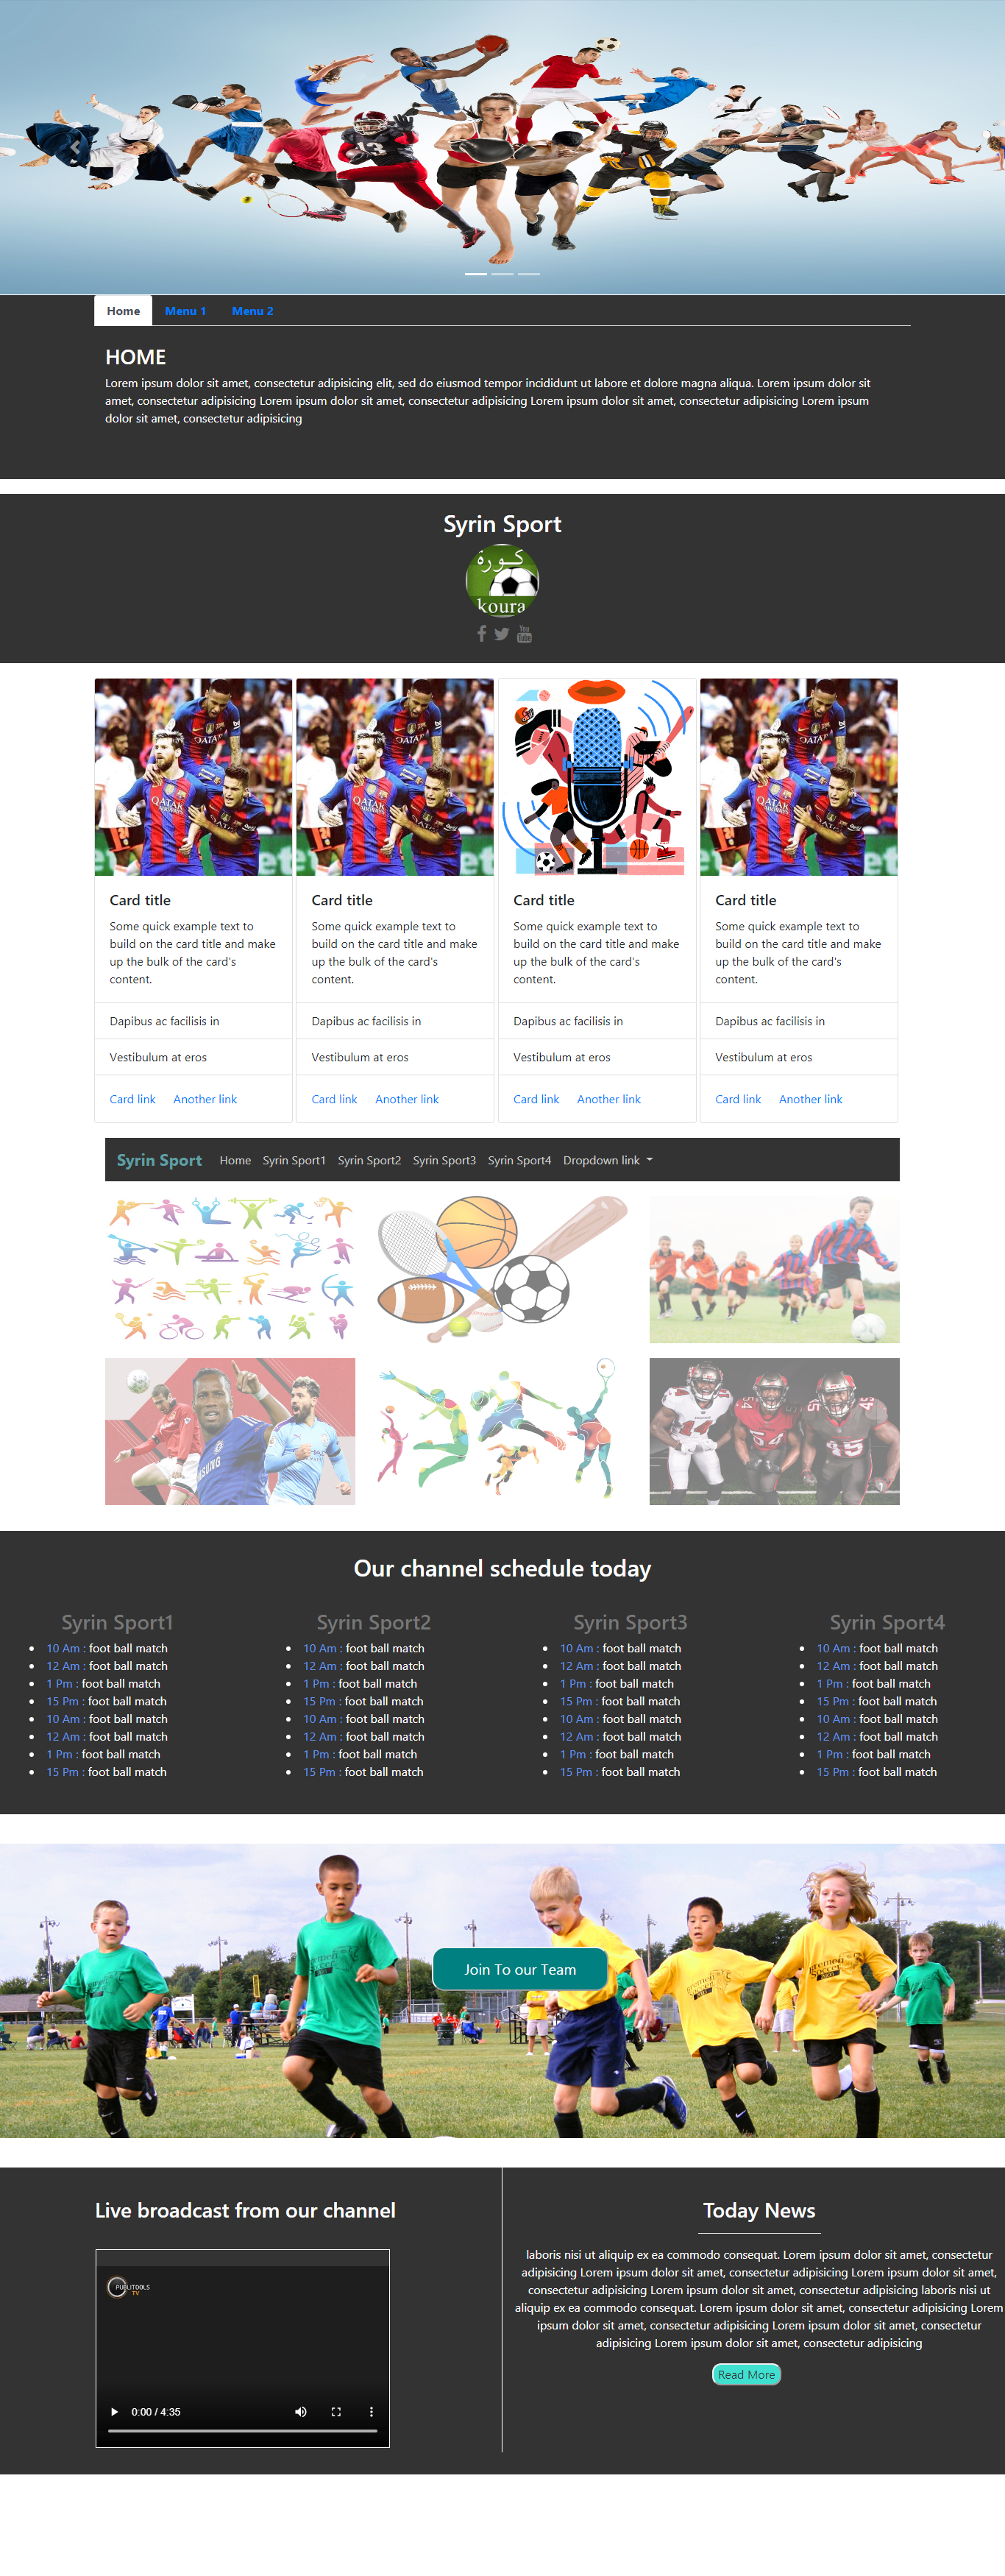 Home Menu 1 Menu 2
HOME
Lorem ipsum dolor sit amet, consectetur adipisicing elit, sed do eiusmod tempor incididunt ut labore et dolore magna aliqua. Lorem ipsum dolor sit
amet, consectetur adipisicing Lorem ipsum dolor sit amet, consectetur adipisicing Lorem ipsum dolor sit amet, consectetur adipisicing Lorem ipsum
dolor sit amet, consectetur adipisicing
Syrin Sport
كورة
koura
You
Tube
QATAR
AIRWAYS
QATAR
QATAR
QATAR
AIRWAYS
QATAR
QATAR
QATAR
AIRWAYS
QATAR
QATAR
Card title
Some quick example text to
build on the card title and make
up the bulk of the card's
content.
Dapibus ac facilisis in
Vestibulum at eros
Card link Another link
Card title
Some quick example text to
build on the card title and make
up the bulk of the card's
content.
Dapibus ac facilisis in
Vestibulum at eros
Card link Another link
Card title
Some quick example text to
build on the card title and make
up the bulk of the card's
content.
Dapibus ac facilisis in
Vestibulum at eros
Card link Another link
Card title
Some quick example text to
build on the card title and make
up the bulk of the card's
content.
Dapibus ac facilisis in
Vestibulum at eros
Card link Another link
Syrin Sport Home Syrin Sport1 Syrin Sport2 Syrin Sport3 Syrin Sport4 Dropdown link
SAMSUNG
54
45
Our channel schedule today
Syrin Sport1
10 Am : foot ball match
12 Am : foot ball match
1 Pm : foot ball match
15 Pm : foot ball match
10 Am : foot ball match
12 Am : foot ball match
1 Pm : foot ball match
15 Pm : foot ball match
Syrin Sport2
10 Am : foot ball match
12 Am : foot ball match
1 Pm : foot ball match
15 Pm : foot ball match
10 Am : foot ball match
12 Am : foot ball match
1 Pm : foot ball match
15 Pm : foot ball match
Syrin Sport3
10 Am : foot ball match
12 Am : foot ball match
1 Pm : foot ball match
15 Pm : foot ball match
10 Am : foot ball match
12 Am : foot ball match
1 Pm : foot ball match
15 Pm : foot ball match
Syrin Sport4
10 Am : foot ball match
12 Am : foot ball match
1 Pm : foot ball match
15 Pm : foot ball match
10 Am : foot ball match
12 Am : foot ball match
1 Pm : foot ball match
15 Pm : foot ball match
Join To our Team
Live broadcast from our channel
PUBLITOOLS
TV
0:00 / 4:35
Today News
laboris nisi ut aliquip ex ea commodo consequat. Lorem ipsum dolor sit amet, consectetur
adipisicing Lorem ipsum dolor sit amet, consectetur adipisicing Lorem ipsum dolor sit amet,
consectetur adipisicing Lorem ipsum dolor sit amet, consectetur adipisicing laboris nisi ut
aliquip ex ea commodo consequat. Lorem ipsum dolor sit amet, consectetur adipisicing Lorem
ipsum dolor sit amet, consectetur adipisicing Lorem ipsum dolor sit amet, consectetur
adipisicing Lorem ipsum dolor sit amet, consectetur adipisicing
Read More